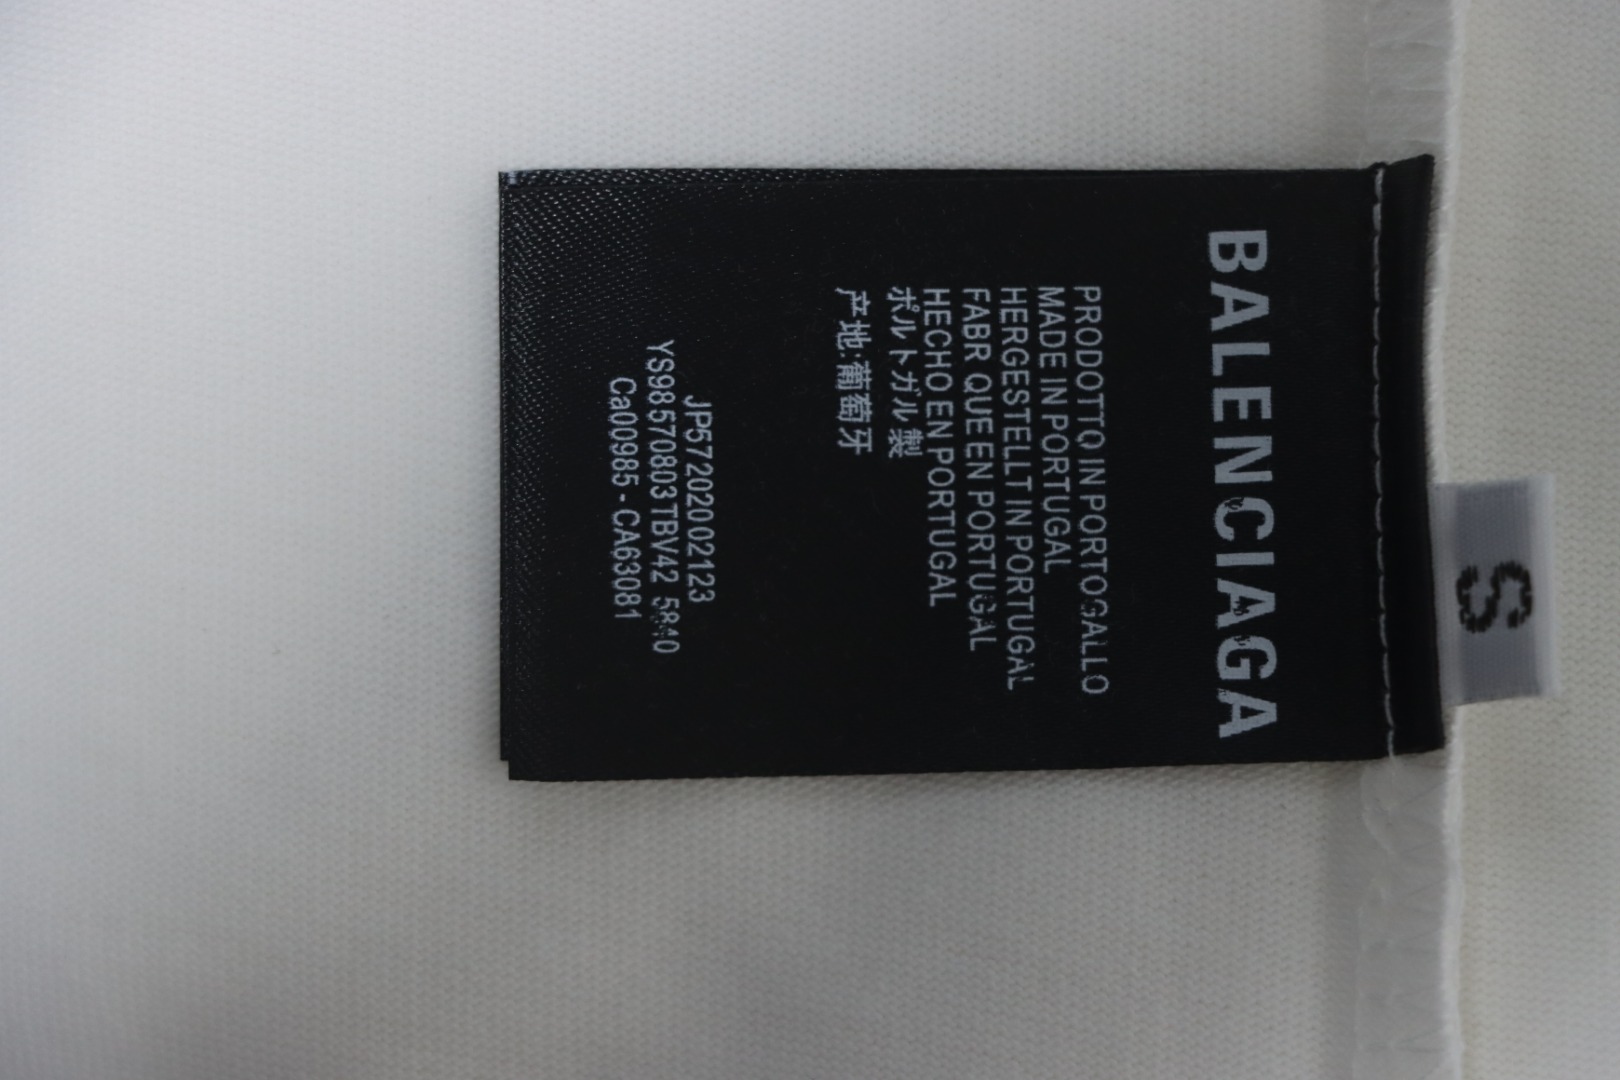 S
BALENCIAGA
PRODOTTO IN PORTOGALLO
MADE IN PORTUGAL
HERGESTELLT IN PORTUGAL
FABR QUE EN PORTUGAL
HECHO EN PORTUGAL
ポルトガル製
产地:葡萄牙
JP5720202002123
YS98570803TBV42 5840
Ca00985-CA63081